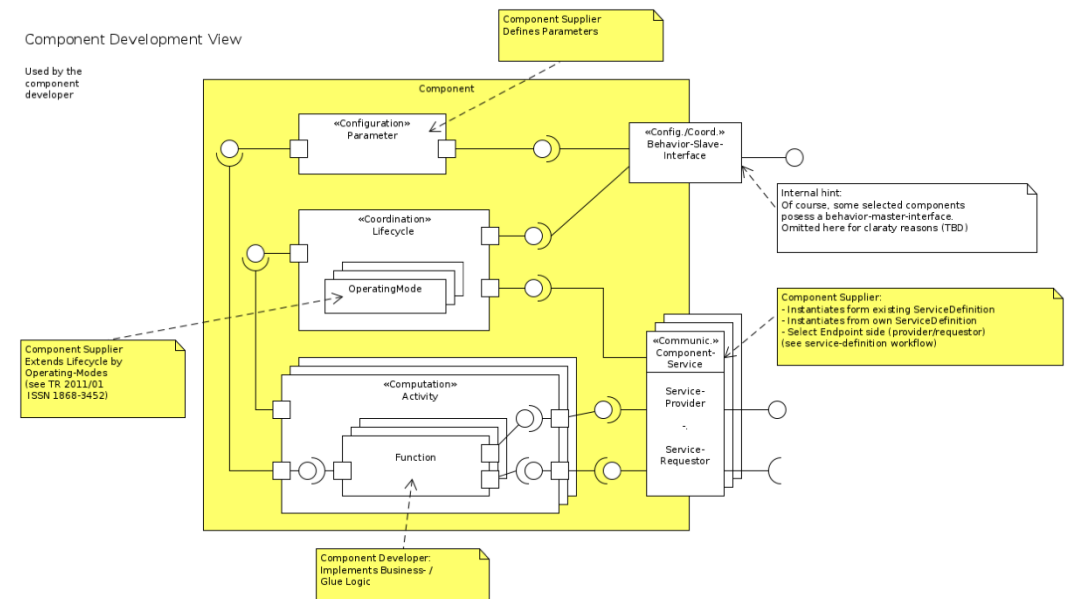 Component Development View
Used by the
component
developer
Component Supplier
Defines Parameters
Component
«Configuration»
Parameter
«Config./Coord.»
Behavior-Slave-
Interface
Internal hint:
Of course, some selected components
posess a behavior-master-interface.
Omitted here for claraty reasons (TBD)
«Coordination»
Lifecycle
OperatingMode
Component Supplier:
- Instantiates form existing ServiceDefinition
- Instantiates from own ServiceDefinition
- Select Endpoint side (provider/requestor)
(see service-definition workflow)
Component Supplier
Extends Lifecycle by
Operating-Modes
(see TR 2011/01
ISSN 1868-3452)
«Communic.»
Component-
Service
Service-
Provider
-.
Service-
Requestor
«Computation»
Activity
Function
Component Developer:
Implements Business- /
Glue Logic